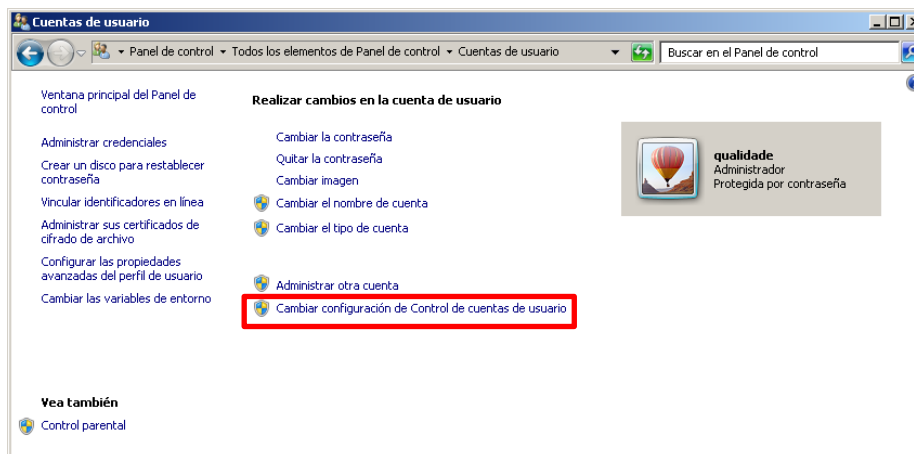 Cuentas de usuario
Panel de control Todos los elementos de Panel de control Cuentas de usuario
Buscar en el Panel de control
Ventana principal del Panel de
control
Administrar credenciales
Crear un disco para restablecer
contraseña
Vincular identificadores en línea
Administrar sus certificados de
cifrado de archivo
Configurar las propiedades
avanzadas del perfil de usuario
Cambiar las variables de entorno
Vea también
Control parental
Realizar cambios en la cuenta de usuario
Cambiar la contraseña
Quitar la contraseña
Cambiar imagen
Cambiar el nombre de cuenta
Cambiar el tipo de cuenta
Administrar otra cuenta
Cambiar configuración de Control de cuentas de usuario
qualidade
Administrador
Protegida por contraseña